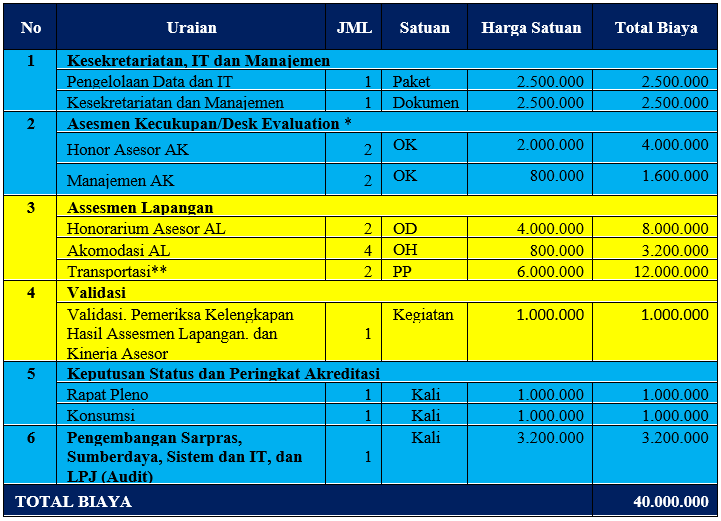 No Uraian JML Satuan Harga Satuan Total Biaya
1 Kesekretariatan, IT dan Manajemen
Pengelolaan Data dan IT 1 Paket 2.500.000 2.500.000
Kesekretariatan dan Manajemen 1 Dokumen 2.500.000 2.500.000
2 Asesmen Kecukupan/Desk Evaluation *
Honor Asesor AK 2 OK 2.000.000 4.000.000
Manajemen AK 2 OK 800.000 1.600.000
3 Assesmen Lapangan
Honorarium Asesor AL 2 OD 4.000.000 8.000.000
Akomodasi AL 4 OH 800.000 3.200.000
Transportasi** 2 PP 6.000.000 12.000.000
4 Validasi
Validasi. Pemeriksa Kelengkapan Kegiatan 1.000.000 1.000.000
Hasil Assesmen Lapangan. dan 1
Kinerja Asesor
5 Keputusan Status dan Peringkat Akreditasi
Rapat Pleno 1 Kali 1.000.000 1.000.000
Konsumsi 1 Kali 1.000.000 1.000.000
6 Pengembangan Sarpras, Kali 3.200.000 3.200.000
Sumberdaya, Sistem dan IT, dan 1
LPJ (Audit)
TOTAL BIAYA 40.000.000